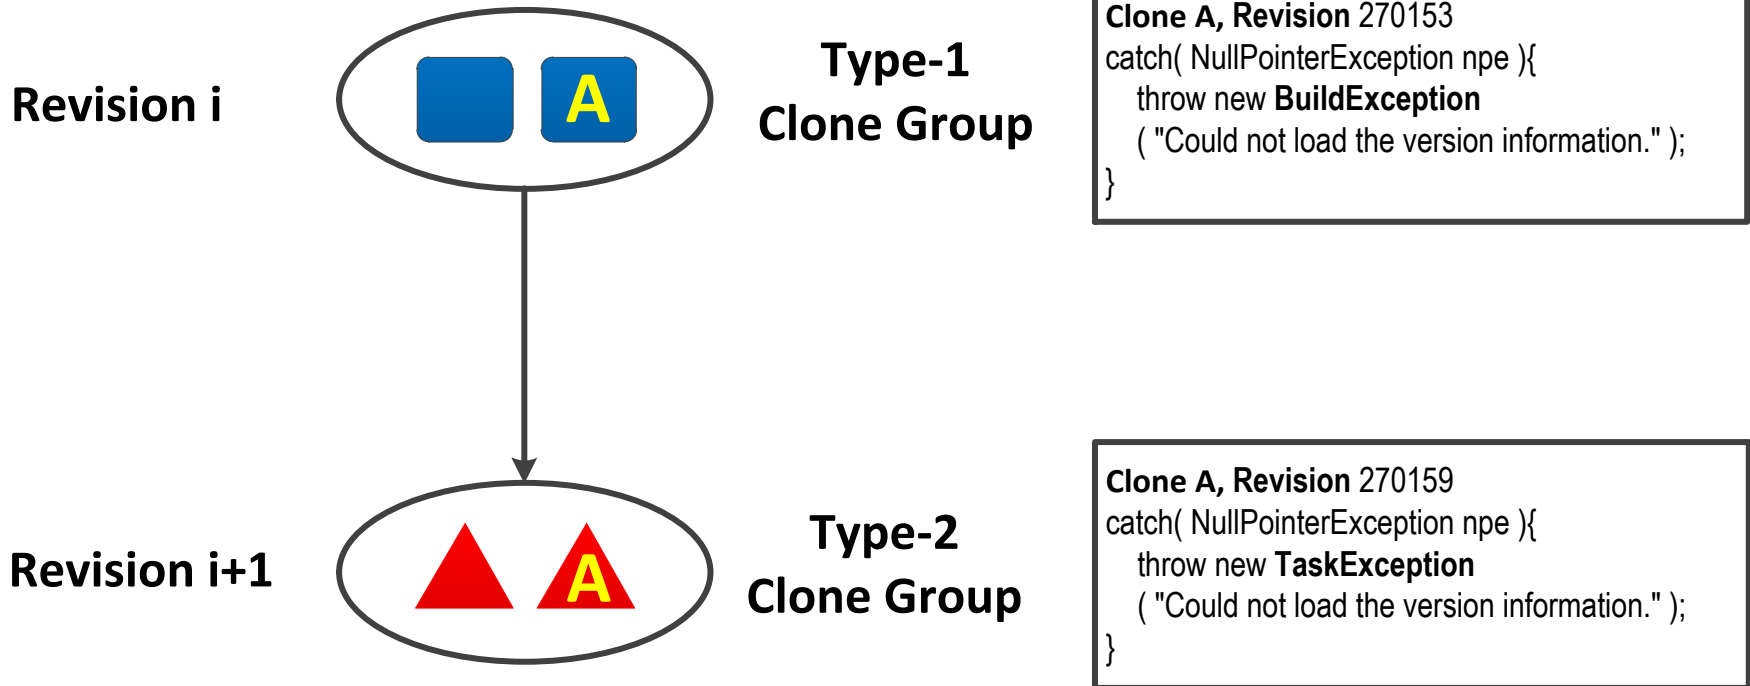 Revision i
A
Type-1
Clone Group
Clone A, Revision 270153
catch( NullPointerException npe ){
throw new BuildException
( "Could not load the version information." );
}
Revision i+1
A
Type-2
Clone Group
Clone A, Revision 270159
catch( NullPointerException npe ){
throw new TaskException
( "Could not load the version information." );
}